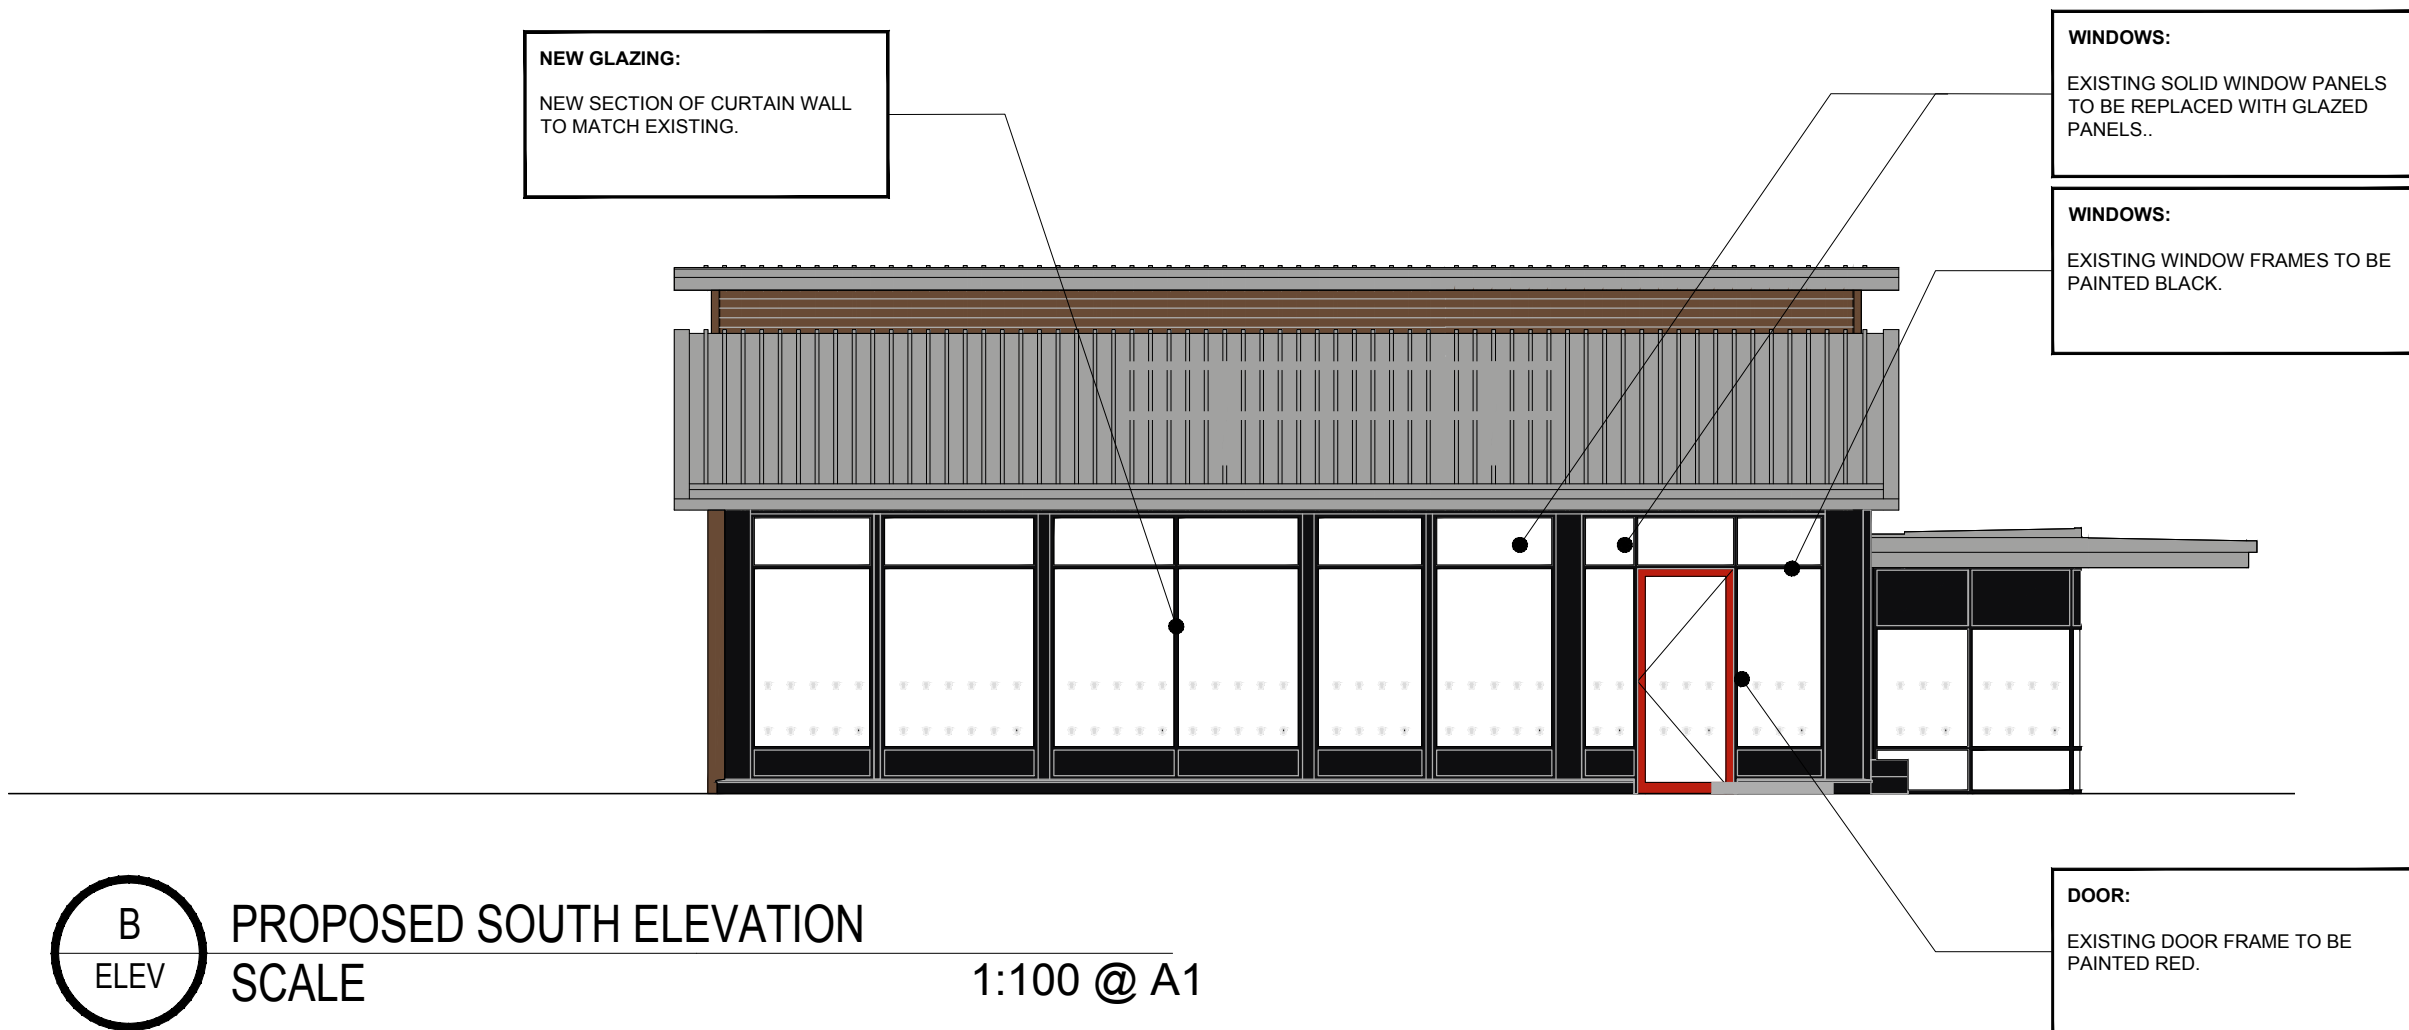 NEW GLAZING:
NEW SECTION OF CURTAIN WALL
TO MATCH EXISTING.
WINDOWS:
EXISTING SOLID WINDOW PANELS
TO BE REPLACED WITH GLAZED
PANELS..
WINDOWS:
EXISTING WINDOW FRAMES TO BE
PAINTED BLACK.
DOOR:
EXISTING DOOR FRAME TO BE
PAINTED RED.
B
ELEV
PROPOSED SOUTH ELEVATION
SCALE 1:100 @ A1